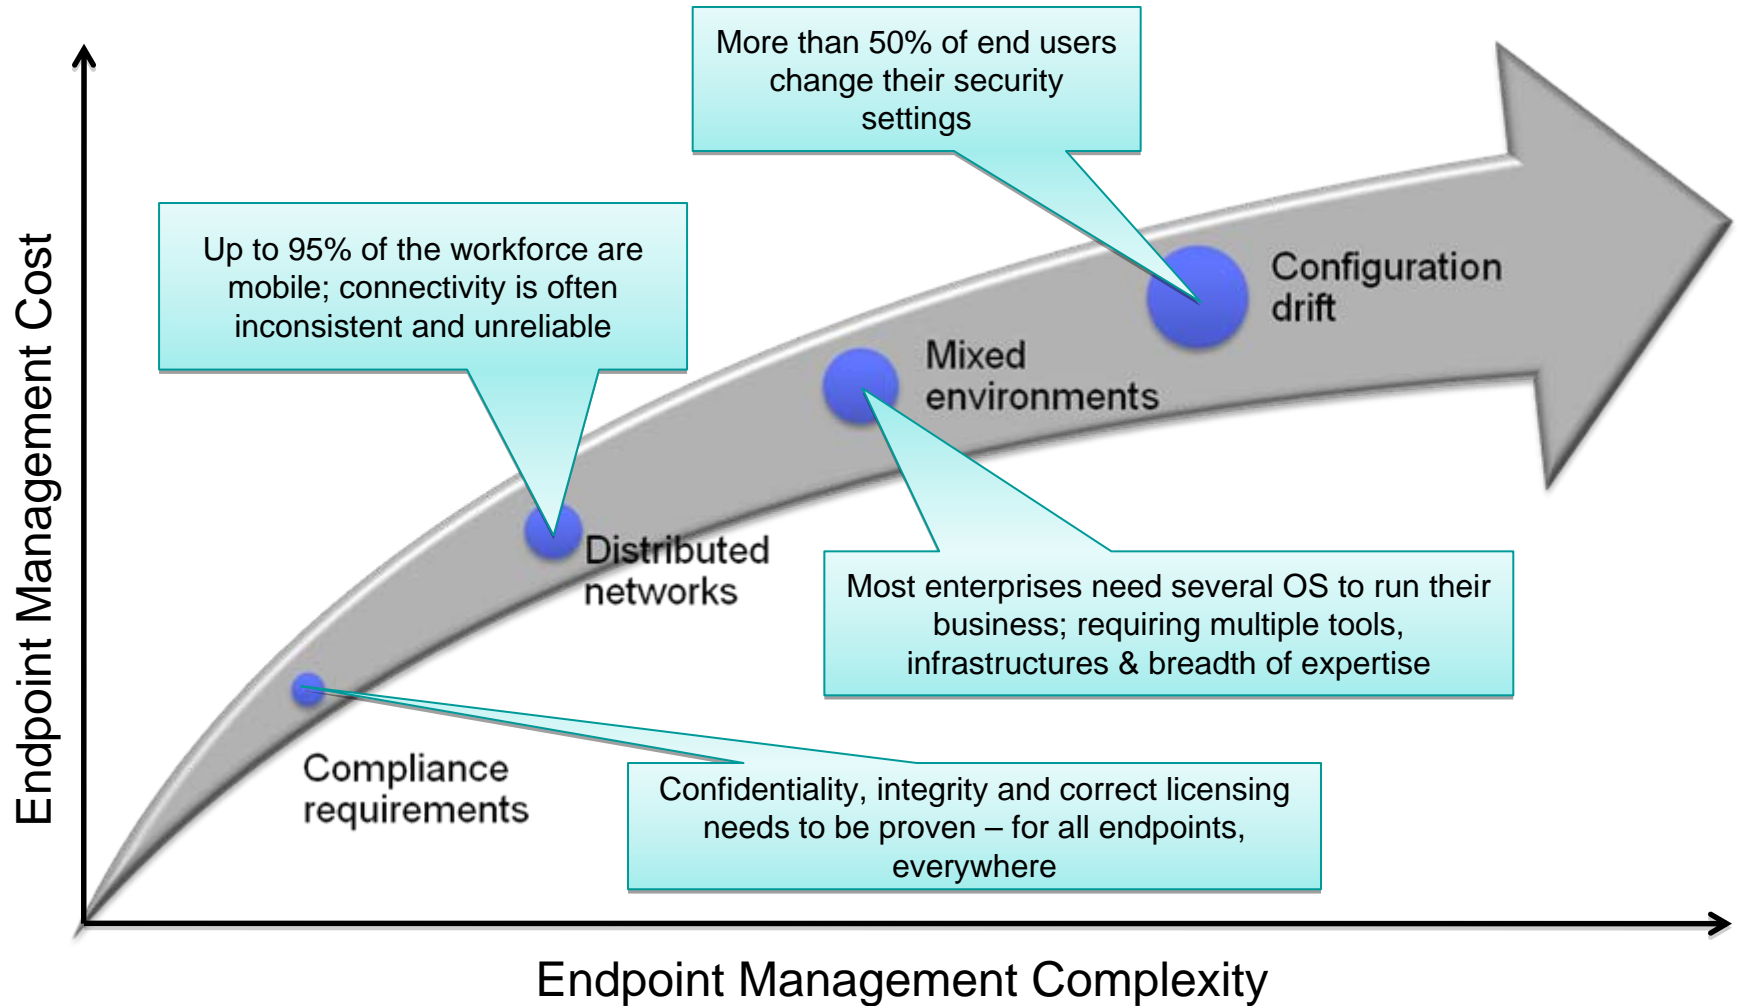 More than 50% of end users
change their security
settings
Up to 95% of the workforce are
mobile; connectivity is often
inconsistent and unreliable
Configuration
drift
Mixed
environments
Distributed
networks
Most enterprises need several OS to run their
business; requiring multiple tools,
infrastructures & breadth of expertise
Compliance
requirements
Confidentiality, integrity and correct licensing
needs to be proven – for all endpoints,
everywhere
Endpoint Management Cost
Endpoint Management Complexity